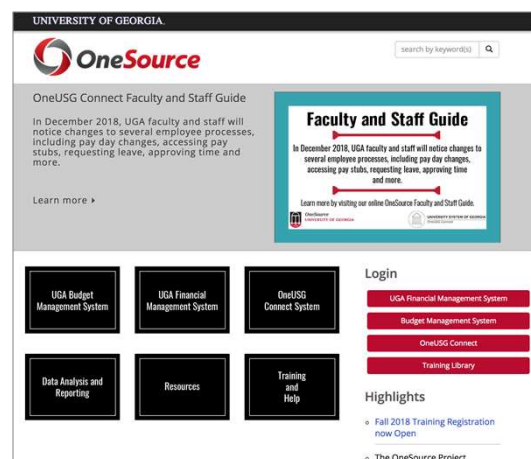 UNIVERSITY OF GEORGIA.
OneSource
search by keyword(s)
OneUSG Connect Faculty and Staff Guide
In December 2018, UGA faculty and staff will
notice changes to several employee processes,
including pay day changes, accessing pay
stubs, requesting leave, approving time and
more.
Learn more
Faculty and Staff Guide
In December 2018, UGA faculty and staff will notice changes to
several employee processes, including pay day changes,
accessing pay stubs, requesting leave, approving time
and more.
Learn more by visiting our online OneSource Faculty and Staff Guide.
OneSource
UNIVERSITY OF GEORGIA
UNIVERSITY SYSTEM OF GEORGIA
OneUSG Connect
UGA Budget
Management System
UGA Financial
Management System
OneUSG
Connect System
Data Analysis and
Reporting
Resources
Training
and
Help
Login
UGA Financial Management System
Budget Management System
OneUSG Connect
Training Library
Highlights
Fall 2018 Training Registration
now Open
The OneSource Project